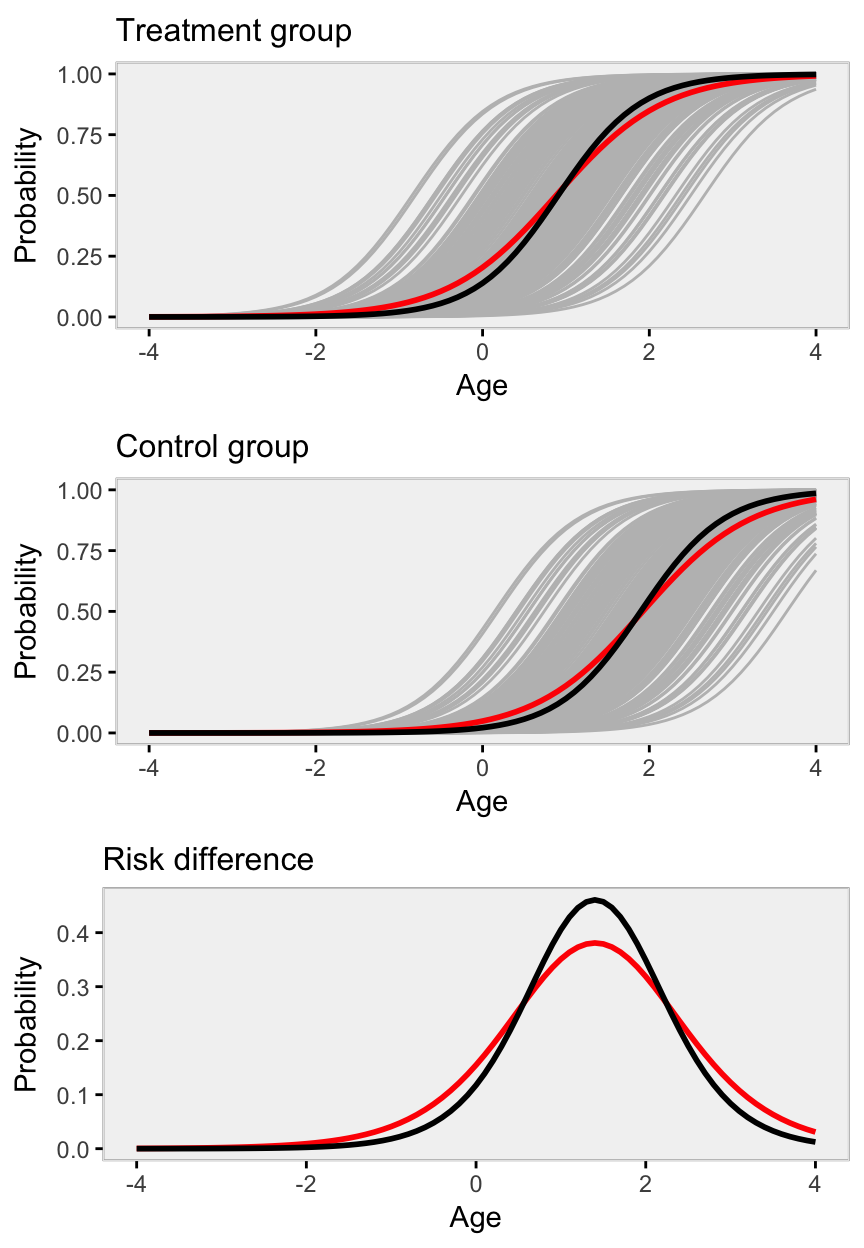 Treatment group
1.00
0.75
0.50
0.25
0.00
Probability
-4 -2 0 2 4
Age
Control group
1.00
0.75
0.50
0.25
0.00
Probability
-4 -2 0 2 4
Age
Risk difference
0.4
0.3
0.2
0.1
0.0
Probability
-4 -2 0 2 4
Age